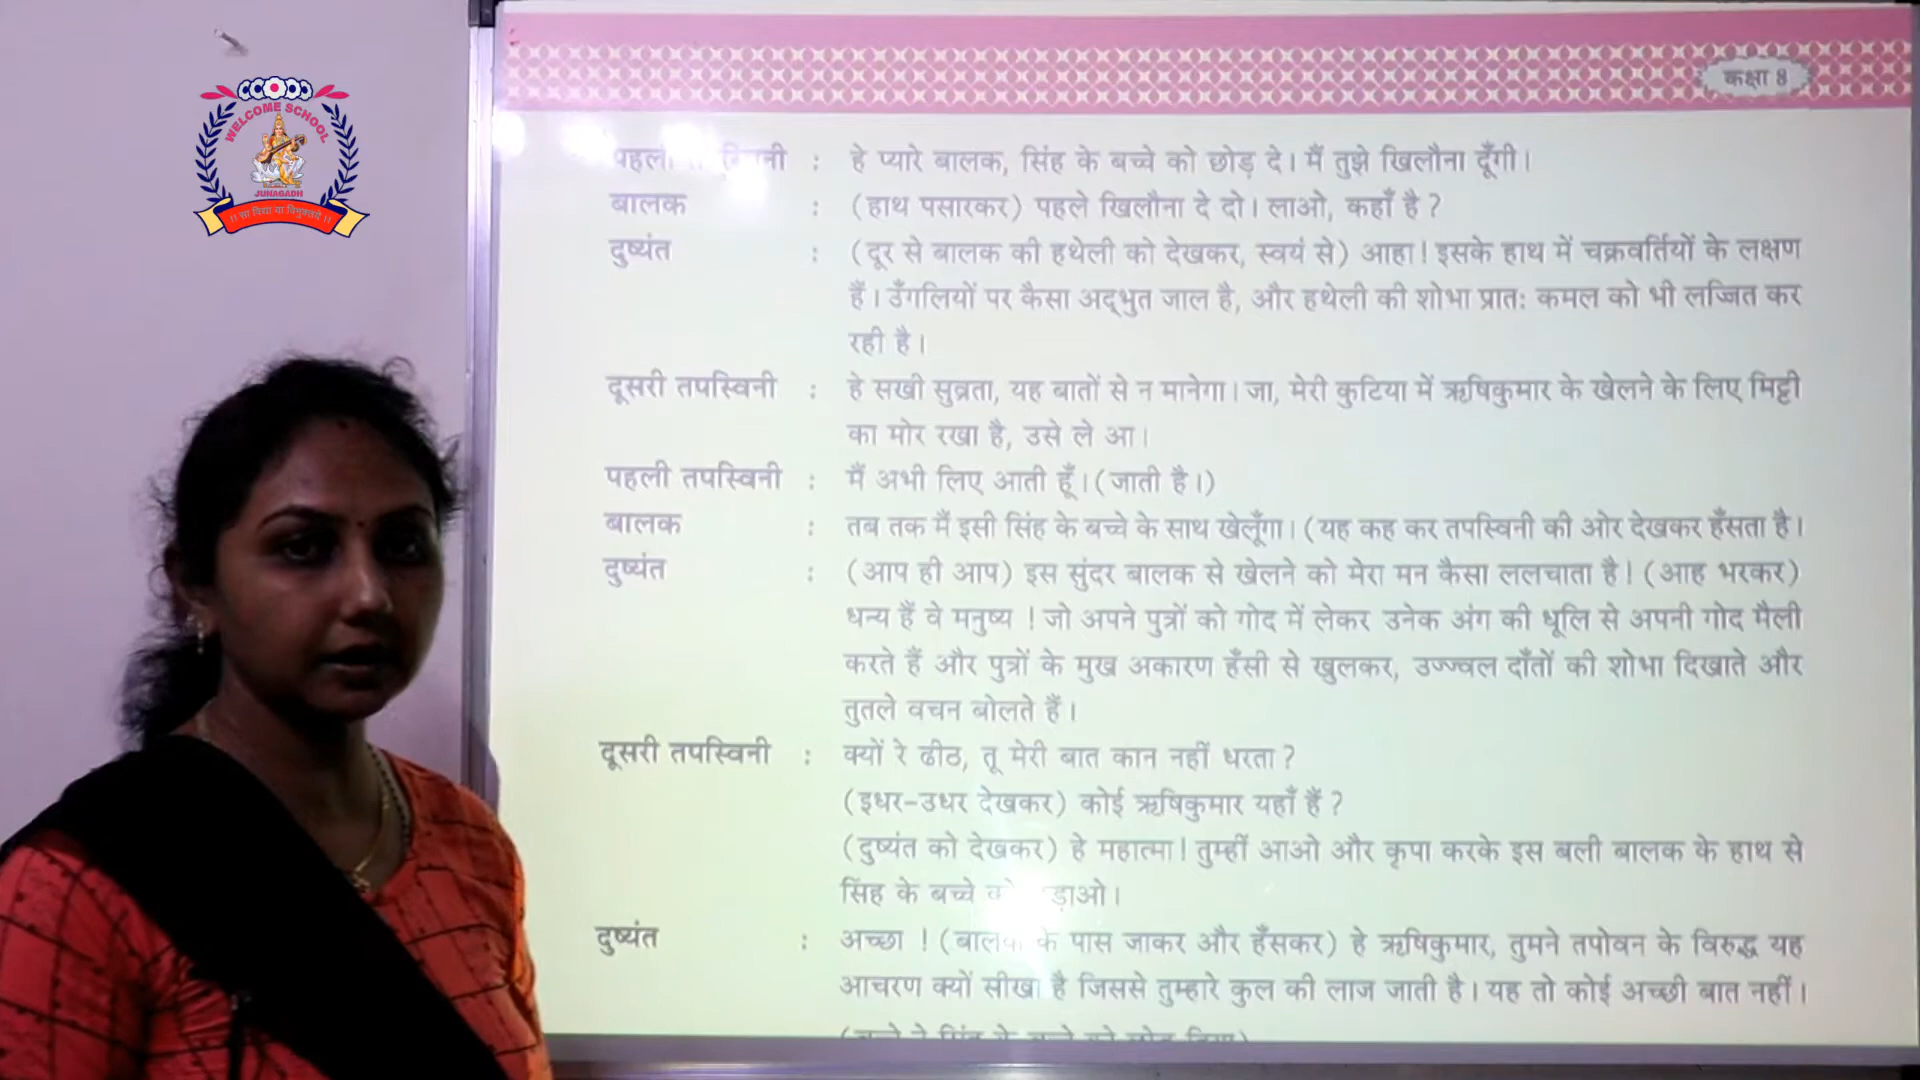 WELCOME SCHOOL
JUNAGADH
।। सा विद्या या विमुक्तये ।।
कक्षा 8
: हे प्यारे बालक, सिंह के बच्चे को छोड़ दे। मैं तुझे खिलौना दूँगी।
बालक : (हाथ पसारकर) पहले खिलौना दे दो। लाओ, कहाँ है ?
दुष्यंत : (दूर से बालक की हथेली को देखकर, स्वयं से) आहा! इसके हाथ में चक्रवर्तियों के लक्षण
हैं। उँगलियों पर कैसा अद्भुत जाल है, और हथेली की शोभा प्रातः कमल को भी लज्जित कर
रही है।
दूसरी तपस्विनी : हे सखी सुव्रता, यह बातों से न मानेगा। जा, मेरी कुटिया में ऋषिकुमार के खेलने के लिए मिट्टी
का मोर रखा है, उसे ले आ।
पहली तपस्विनी : मैं अभी लिए आती हूँ। (जाती है।)
बालक : तब तक मैं इसी सिंह के बच्चे के साथ खेलूँगा। (यह कह कर तपस्विनी की ओर देखकर हँसता है।
दुष्यंत : (आप ही आप) इस सुंदर बालक से खेलने को मेरा मन कैसा ललचाता है! (आह भरकर)
धन्य हैं वे मनुष्य ! जो अपने पुत्रों को गोद में लेकर उनेक अंग की धूलि से अपनी गोद मैली
करते हैं और पुत्रों के मुख अकारण हँसी से खुलकर, उज्ज्वल दाँतों की शोभा दिखाते और
तुतले वचन बोलते हैं।
दूसरी तपस्विनी : क्यों रे ढीठ, तू मेरी बात कान नहीं धरता ?
(इधर-उधर देखकर) कोई ऋषिकुमार यहाँ हैं ?
(दुष्यंत को देखकर) हे महात्मा! तुम्हीं आओ और कृपा करके इस बली बालक के हाथ से
सिंह के बच्चे
दुष्यंत : अच्छा ! (बालक के पास जाकर और हँसकर) हे ऋषिकुमार, तुमने तपोवन के विरुद्ध यह
आचरण क्यों सीखा है जिससे तुम्हारे कुल की लाज जाती है। यह तो कोई अच्छी बात नहीं।